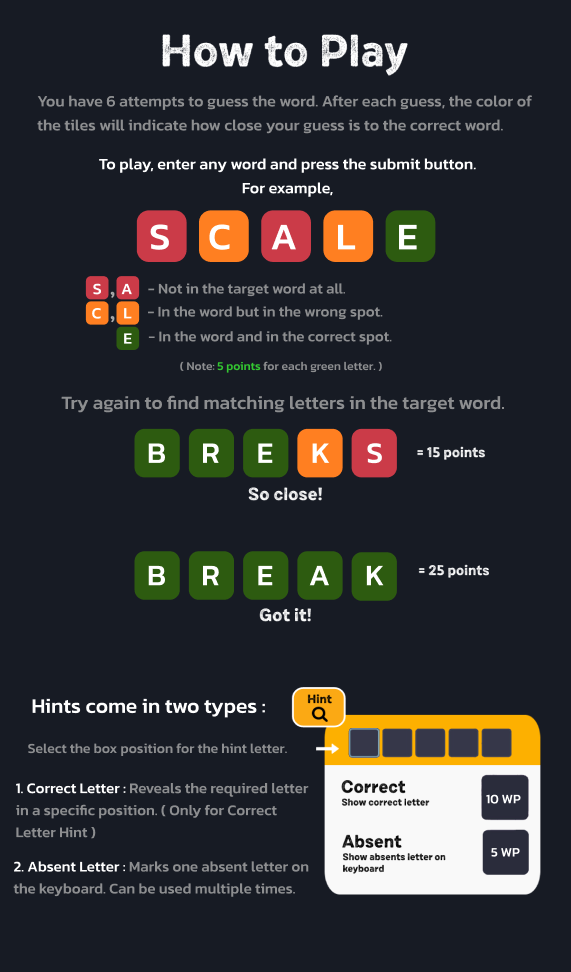 How to Play
You have 6 attempts to guess the word. After each guess, the color of
the tiles will indicate how close your guess is to the correct word.
To play, enter any word and press the submit button.
For example,
S C A L E
S , A - Not in the target word at all.
C , L - In the word but in the wrong spot.
E - In the word and in the correct spot.
( Note: 5 points for each green letter. )
Try again to find matching letters in the target word.
B R E K S = 15 points
So close!
B R E A K = 25 points
Got it!
Hints come in two types :
Hint
Select the box position for the hint letter.
1. Correct Letter : Reveals the required letter
in a specific position. ( Only for Correct
Letter Hint )
2. Absent Letter : Marks one absent letter on
the keyboard. Can be used multiple times.
Correct
Show correct letter
10 WP
Absent
Show absents letter on
keyboard
5 WP